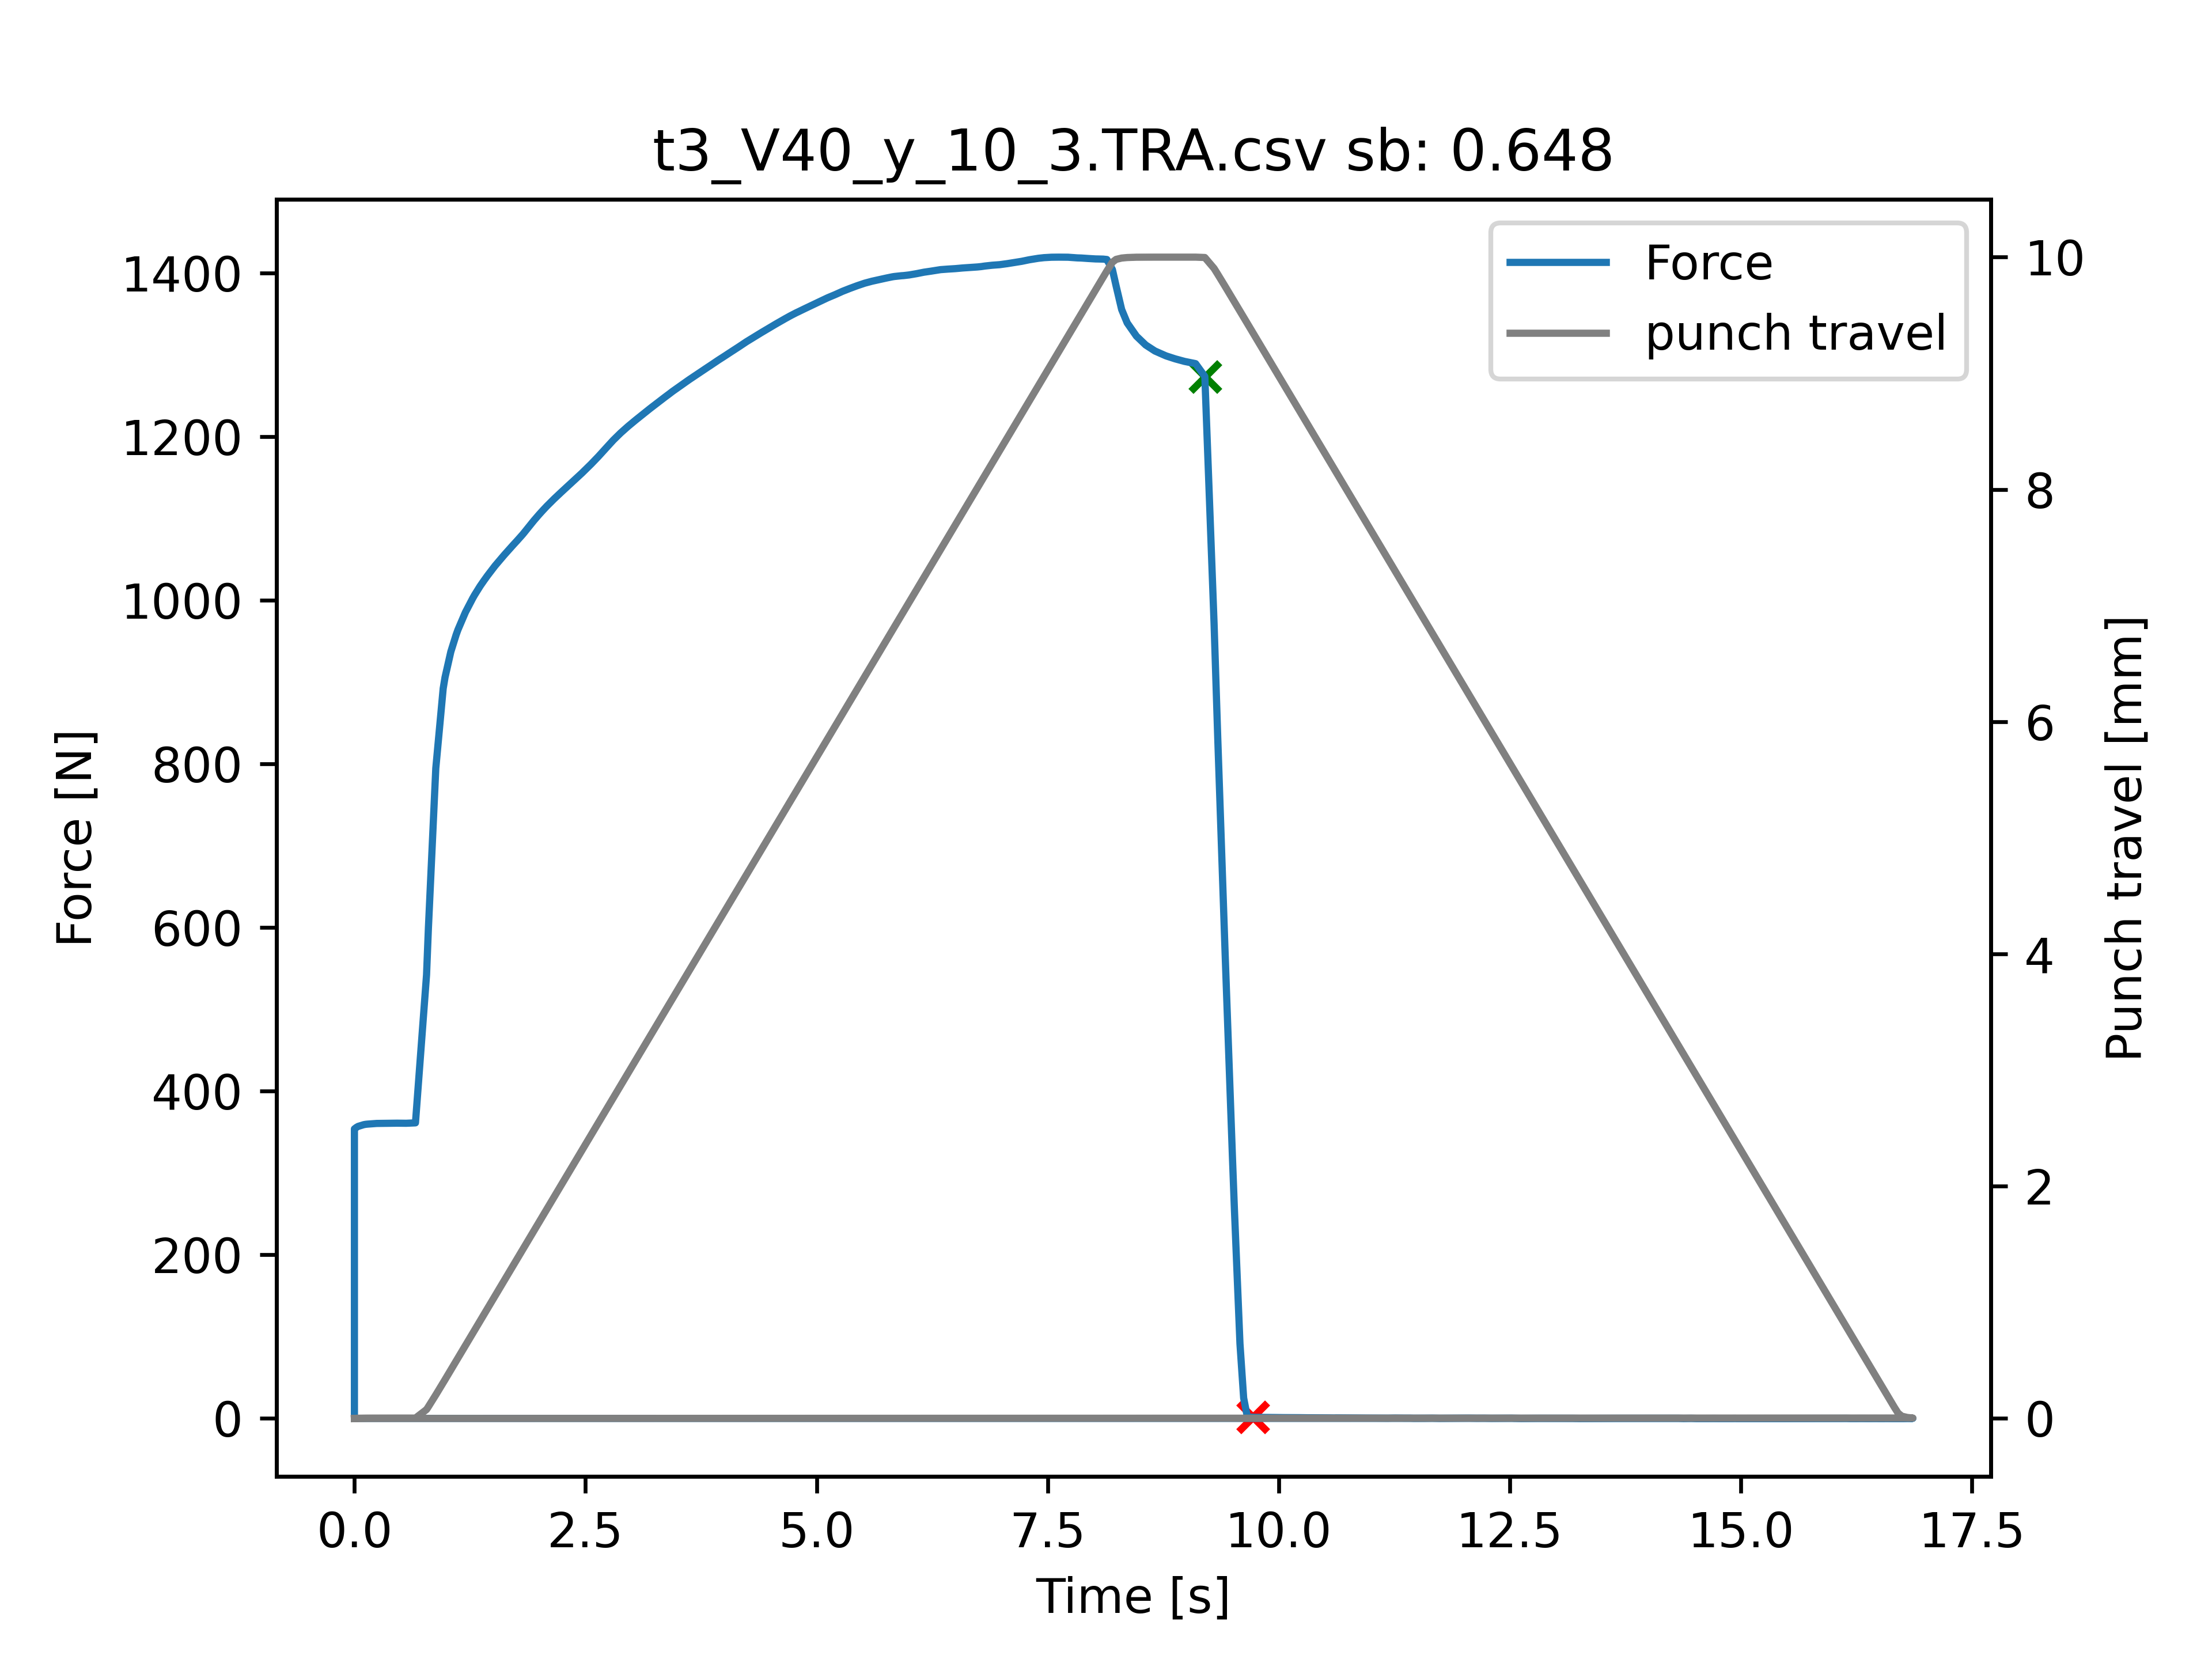 t3_V40_y_10_3.TRA.csv sb: 0.648
Force
punch travel
1400
1200
1000
800
600
400
200
0
Force [N]
10
8
6
4
2
0
Punch travel [mm]
0.0 2.5 5.0 7.5 10.0 12.5 15.0 17.5
Time [s]